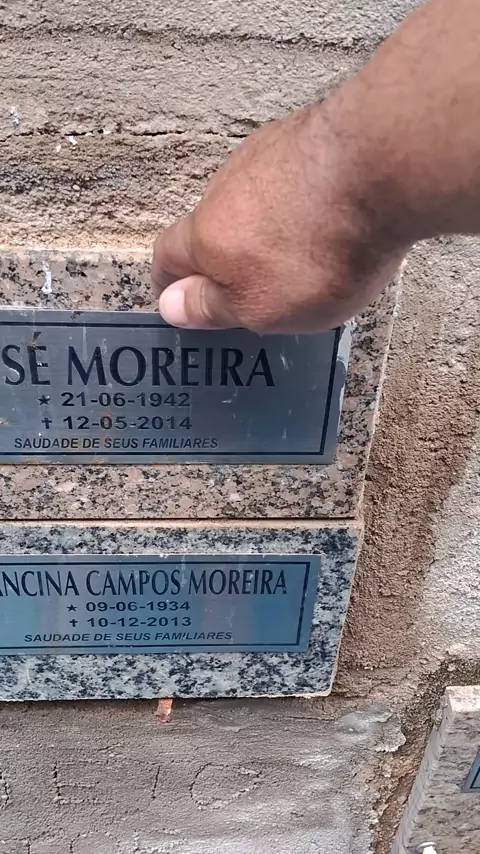 SÉ MOREIRA
★ 21-06-1942
✝ 12-05-2014
SAUDADE DE SEUS FAMILIARES
ANCINA CAMPOS MOREIRA
★ 09-06-1934
✝ 10-12-2013
SAUDADE DE SEUS FAMILIARES